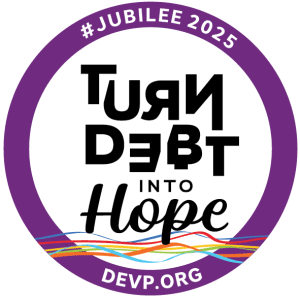 #JUBILEE 2025
TURN
DEBT
INTO
Hope
DEVP.ORG